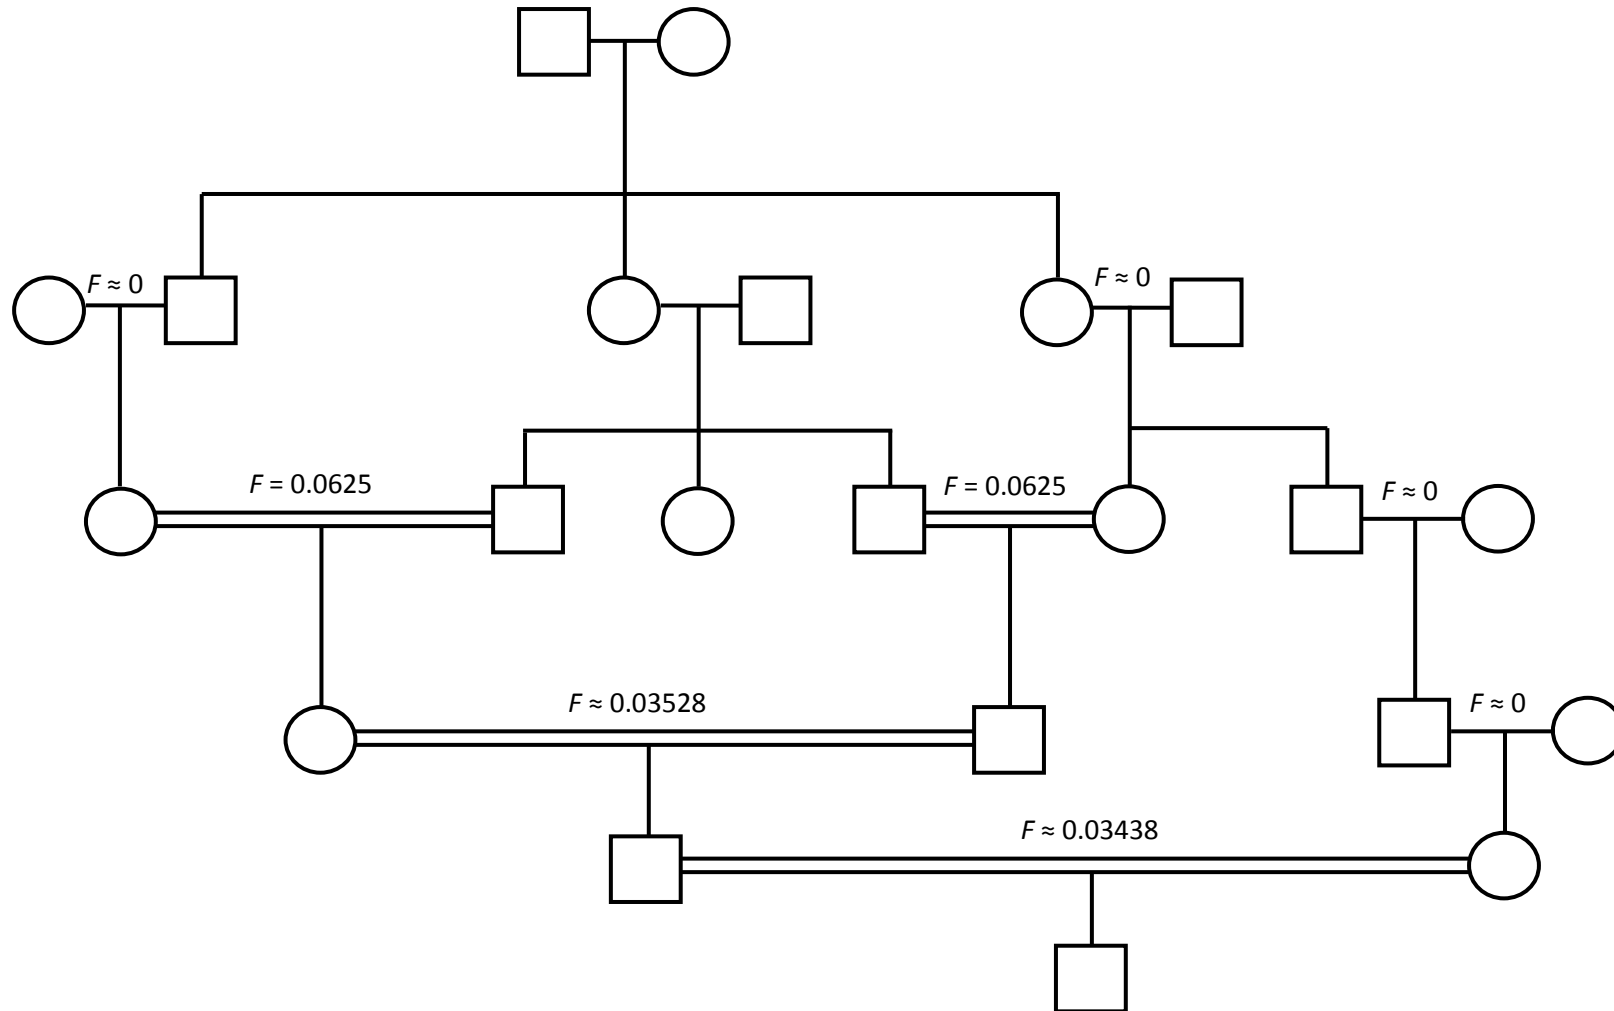 F ≈ 0
F ≈ 0
F = 0.0625
F = 0.0625
F ≈ 0
F ≈ 0.03528
F ≈ 0
F ≈ 0.03438